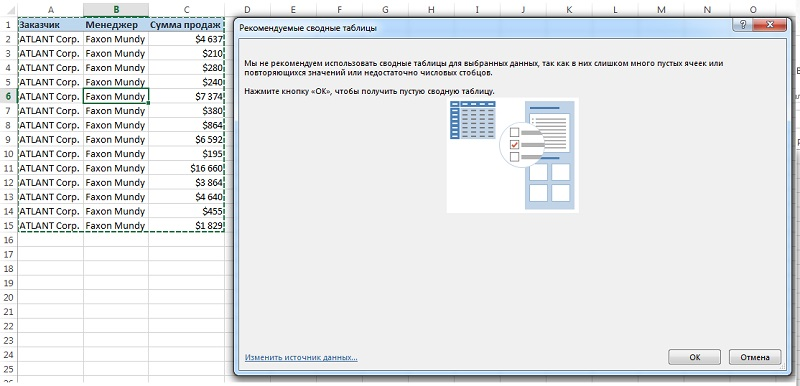 A B C D E F G H I J K L M N O
1 Заказчик Менеджер Сумма продаж
2 ATLANT Corp. Faxon Mundy $4 637
3 ATLANT Corp. Faxon Mundy $210
4 ATLANT Corp. Faxon Mundy $280
5 ATLANT Corp. Faxon Mundy $240
6 ATLANT Corp. Faxon Mundy $7 374
7 ATLANT Corp. Faxon Mundy $380
8 ATLANT Corp. Faxon Mundy $864
9 ATLANT Corp. Faxon Mundy $6 592
10 ATLANT Corp. Faxon Mundy $195
11 ATLANT Corp. Faxon Mundy $16 660
12 ATLANT Corp. Faxon Mundy $3 864
13 ATLANT Corp. Faxon Mundy $4 640
14 ATLANT Corp. Faxon Mundy $455
15 ATLANT Corp. Faxon Mundy $1 829
16
17
18
19
20
21
22
23
24
25
26
Рекомендуемые сводные таблицы
Мы не рекомендуем использовать сводные таблицы для выбранных данных, так как в них слишком много пустых ячеек или
повторяющихся значений или недостаточно числовых стобцов.
Нажмите кнопку «ОК», чтобы получить пустую сводную таблицу.
Изменить источник данных...
ОК
Отмена